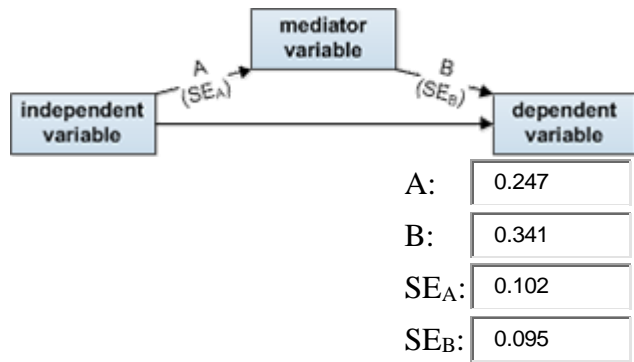 mediator
variable
A
(SEA)
B
(SEB)
independent
variable
dependent
variable
A: 0.247
B: 0.341
SEA: 0.102
SEB: 0.095